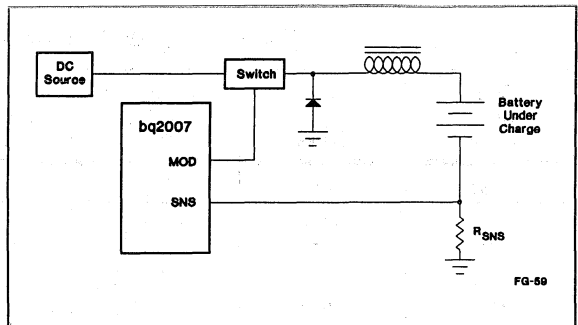 DC
Source
Switch
bq2007
MOD
SNS
Battery
Under
Charge
RSNS
FG-59